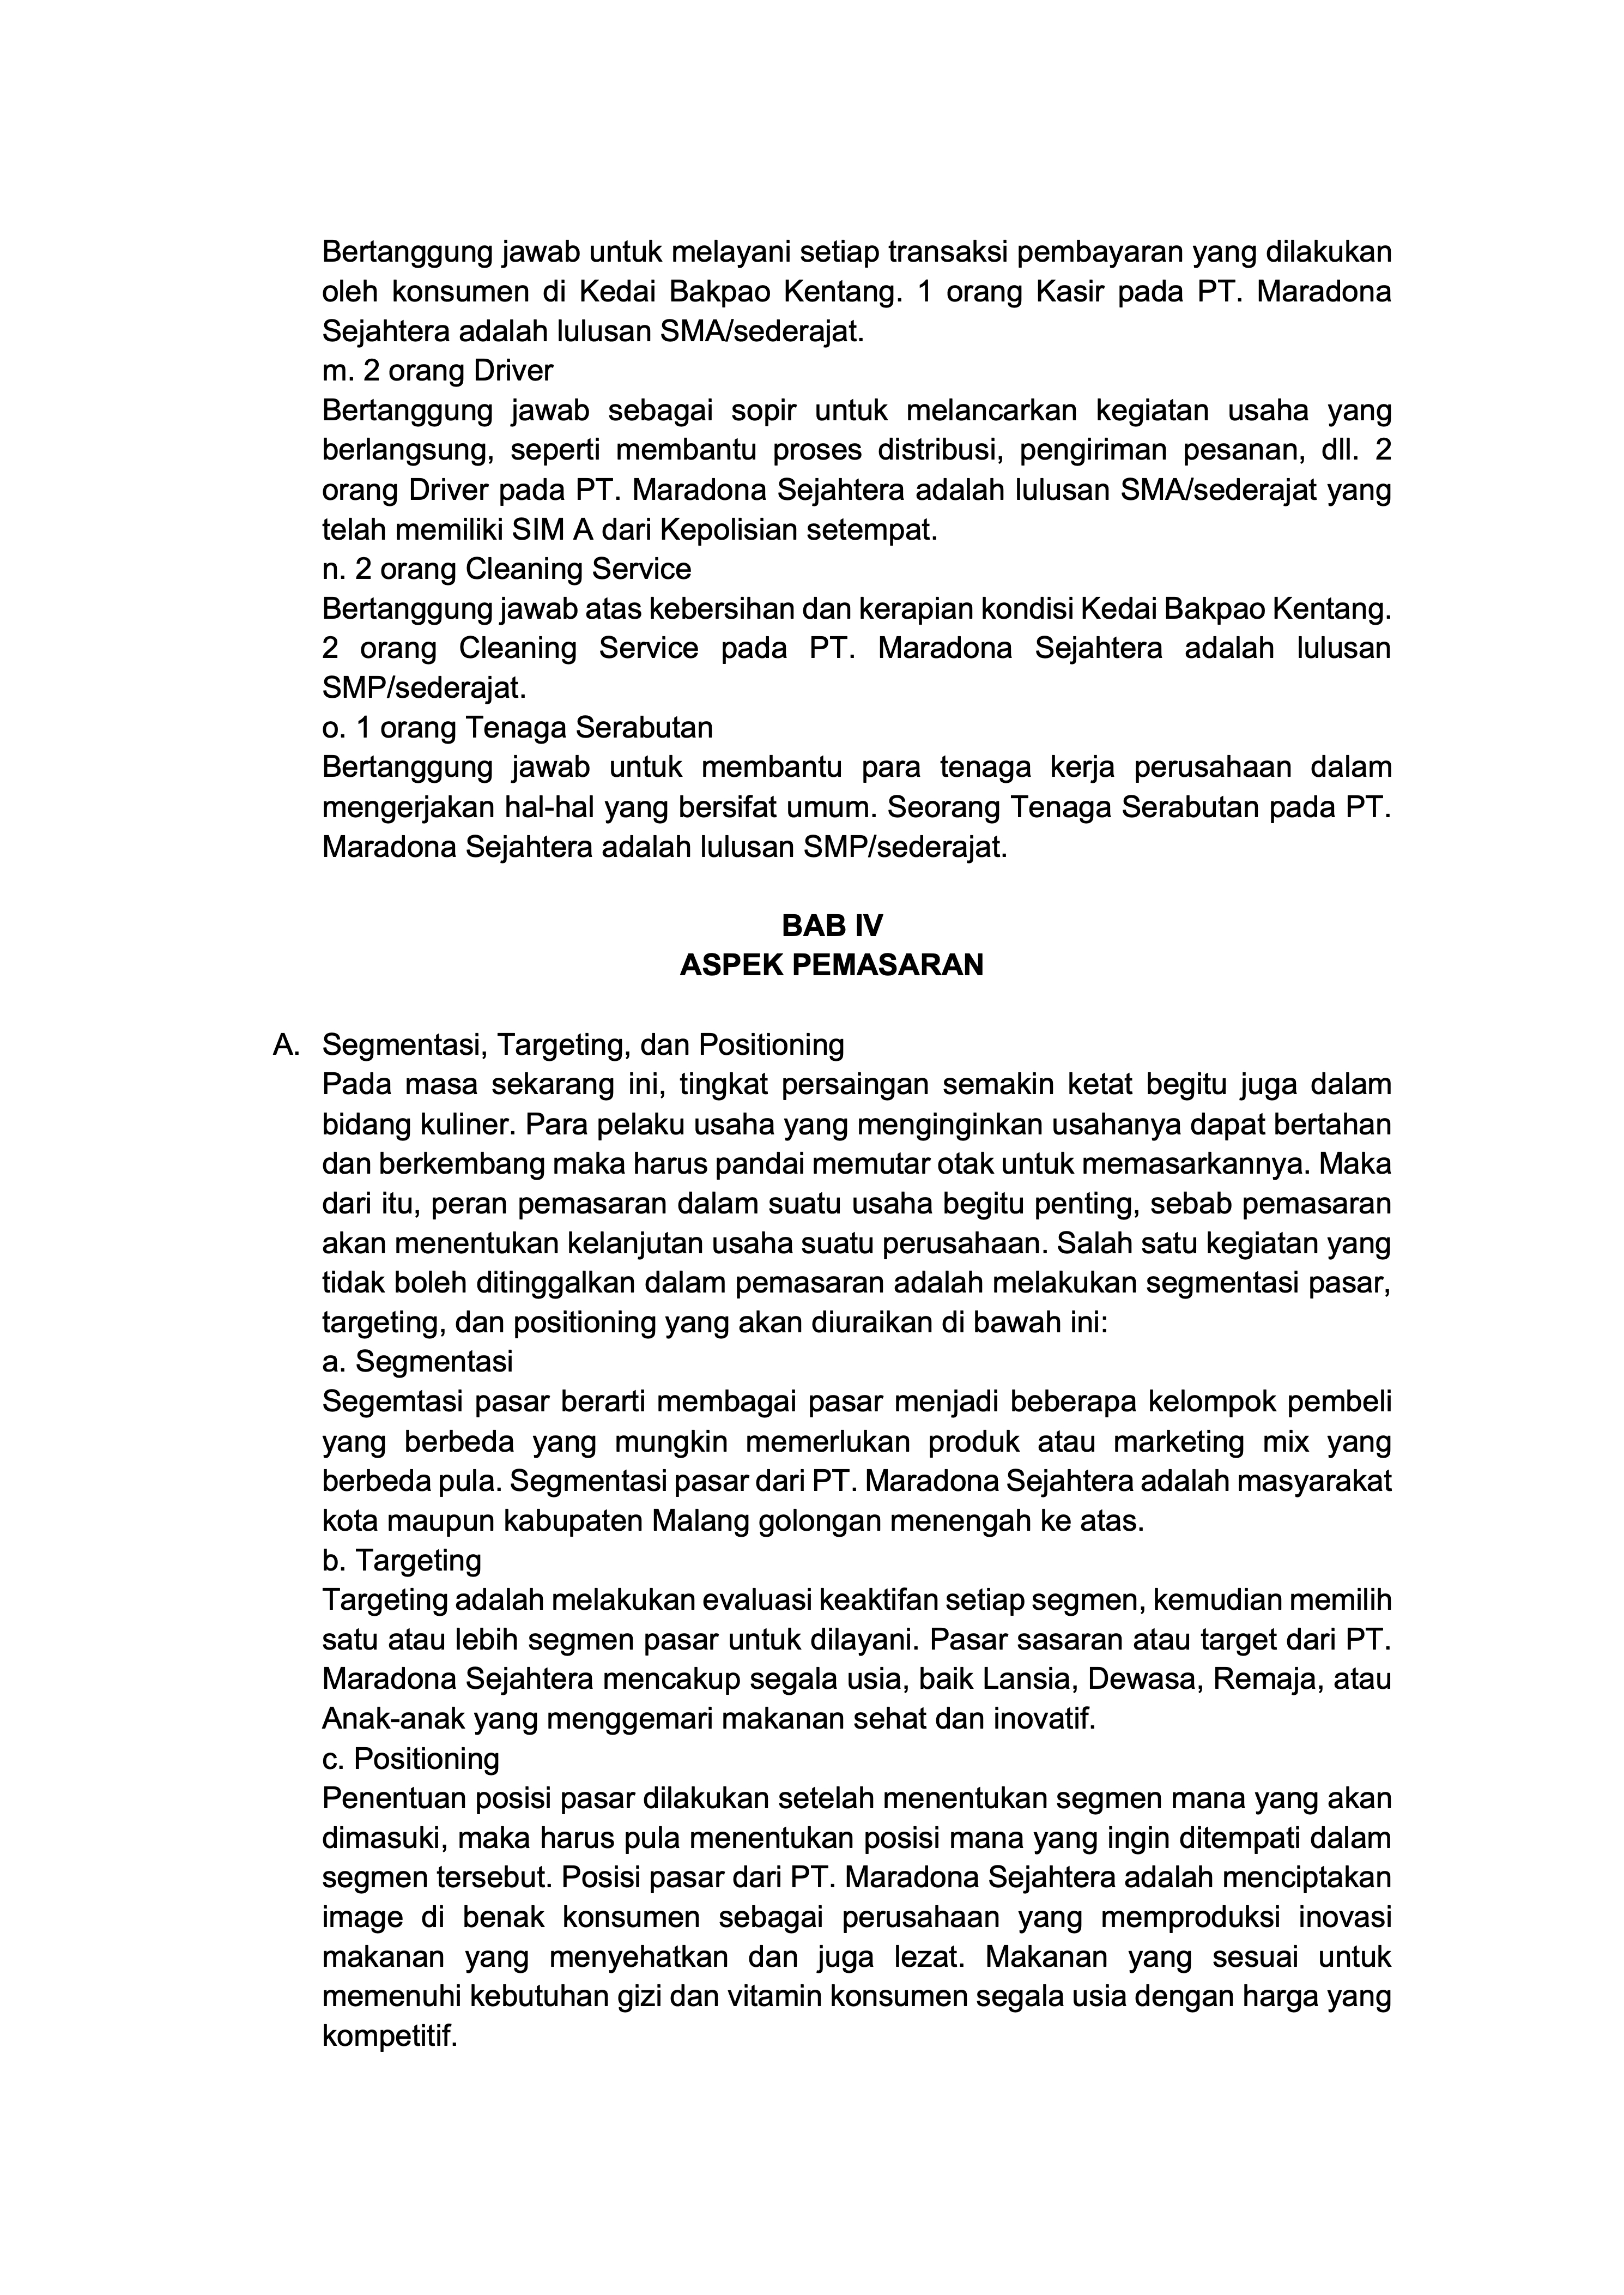 Bertanggung jawab untuk melayani setiap transaksi pembayaran yang dilakukan
oleh konsumen di Kedai Bakpao Kentang. 1 orang Kasir pada PT. Maradona
Sejahtera adalah lulusan SMA/sederajat.
m. 2 orang Driver
Bertanggung jawab sebagai sopir untuk melancarkan kegiatan usaha yang
berlangsung, seperti membantu proses distribusi, pengiriman pesanan, dll. 2
orang Driver pada PT. Maradona Sejahtera adalah lulusan SMA/sederajat yang
telah memiliki SIM A dari Kepolisian setempat.
n. 2 orang Cleaning Service
Bertanggung jawab atas kebersihan dan kerapian kondisi Kedai Bakpao Kentang.
2 orang Cleaning Service pada PT. Maradona Sejahtera adalah lulusan
SMP/sederajat.
o. 1 orang Tenaga Serabutan
Bertanggung jawab untuk membantu para tenaga kerja perusahaan dalam
mengerjakan hal-hal yang bersifat umum. Seorang Tenaga Serabutan pada PT.
Maradona Sejahtera adalah lulusan SMP/sederajat.
BAB IV
ASPEK PEMASARAN
A. Segmentasi, Targeting, dan Positioning
Pada masa sekarang ini, tingkat persaingan semakin ketat begitu juga dalam
bidang kuliner. Para pelaku usaha yang menginginkan usahanya dapat bertahan
dan berkembang maka harus pandai memutar otak untuk memasarkannya. Maka
dari itu, peran pemasaran dalam suatu usaha begitu penting, sebab pemasaran
akan menentukan kelanjutan usaha suatu perusahaan. Salah satu kegiatan yang
tidak boleh ditinggalkan dalam pemasaran adalah melakukan segmentasi pasar,
targeting, dan positioning yang akan diuraikan di bawah ini:
a. Segmentasi
Segemtasi pasar berarti membagai pasar menjadi beberapa kelompok pembeli
yang berbeda yang mungkin memerlukan produk atau marketing mix yang
berbeda pula. Segmentasi pasar dari PT. Maradona Sejahtera adalah masyarakat
kota maupun kabupaten Malang golongan menengah ke atas.
b. Targeting
Targeting adalah melakukan evaluasi keaktifan setiap segmen, kemudian memilih
satu atau lebih segmen pasar untuk dilayani. Pasar sasaran atau target dari PT.
Maradona Sejahtera mencakup segala usia, baik Lansia, Dewasa, Remaja, atau
Anak-anak yang menggemari makanan sehat dan inovatif.
c. Positioning
Penentuan posisi pasar dilakukan setelah menentukan segmen mana yang akan
dimasuki, maka harus pula menentukan posisi mana yang ingin ditempati dalam
segmen tersebut. Posisi pasar dari PT. Maradona Sejahtera adalah menciptakan
image di benak konsumen sebagai perusahaan yang memproduksi inovasi
makanan yang menyehatkan dan juga lezat. Makanan yang sesuai untuk
memenuhi kebutuhan gizi dan vitamin konsumen segala usia dengan harga yang
kompetitif.